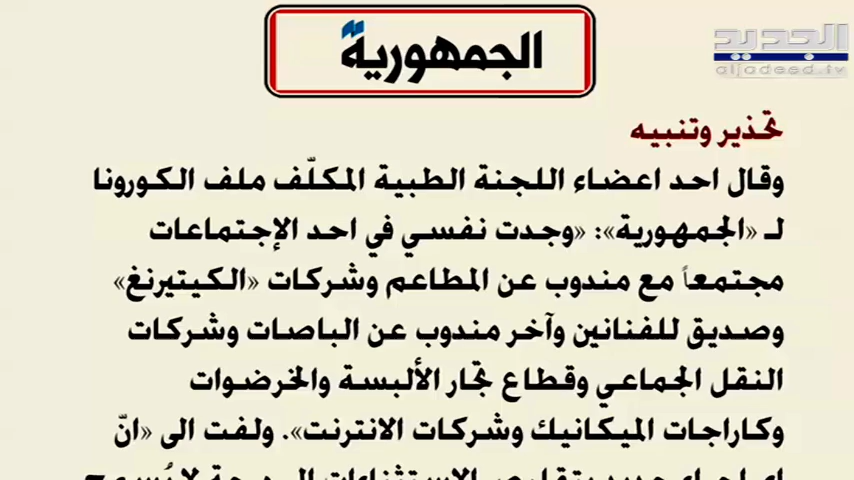 الجمهورية
الجديد
aljadeed.tv
تحذير وتنبيه
وقال احد اعضاء اللجنة الطبية المكلّف ملف الكورونا
لـ «الجمهورية»: «وجدت نفسي في احد الإجتماعات
مجتمعاً مع مندوب عن المطاعم وشركات «الكيتيرنغ»
وصديق للفنانين وآخر مندوب عن الباصات وشركات
النقل الجماعي وقطاع تجار الألبسة والخرضوات
وكاراجات الميكانيك وشركات الانترنت». ولفت الى «انّ